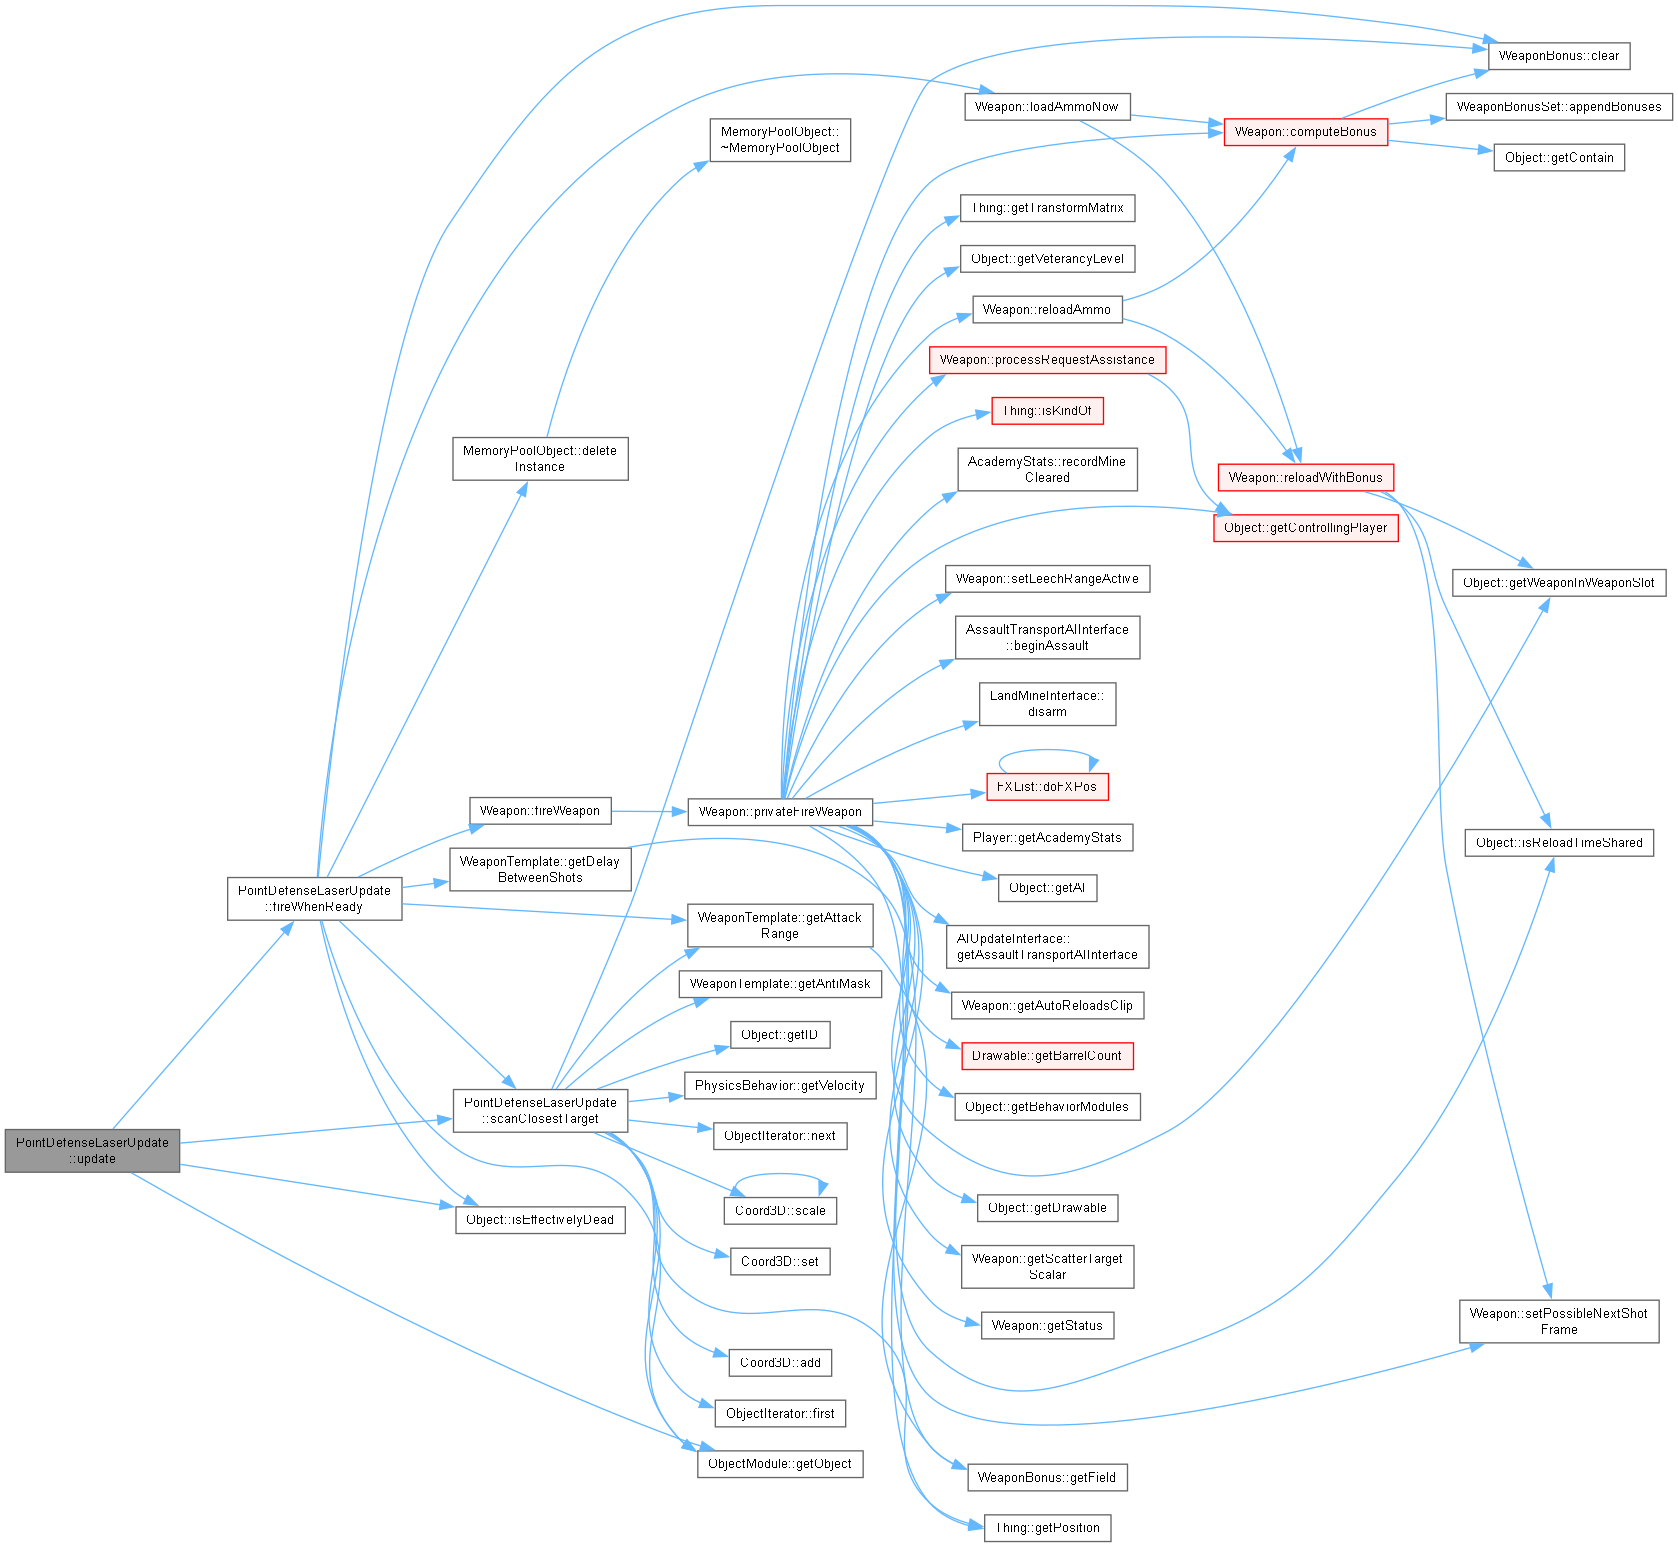 WeaponBonus::clear
Weapon::loadAmmoNow
WeaponBonusSet::appendBonuses
MemoryPoolObject::
~MemoryPoolObject
Weapon::computeBonus
Object::getContain
Thing::getTransformMatrix
Object::getVeterancyLevel
Weapon::reloadAmmo
Weapon::processRequestAssistance
Thing::isKindOf
MemoryPoolObject::delete
Instance
AcademyStats::recordMine
Cleared
Weapon::reloadWithBonus
Object::getControllingPlayer
Weapon::setLeechRangeActive
Object::getWeaponInWeaponSlot
AssaultTransportAIInterface
::beginAssault
LandMineInterface::
disarm
FXList::doFXPos
Weapon::fireWeapon
Weapon::privateFireWeapon
Player::getAcademyStats
Object::isReloadTimeShared
WeaponTemplate::getDelay
BetweenShots
PointDefenseLaserUpdate
::fireWhenReady
Object::getAI
WeaponTemplate::getAttack
Range
AIUpdateInterface::
getAssaultTransportAIInterface
WeaponTemplate::getAntiMask
Weapon::getAutoReloadsClip
Object::getID
Drawable::getBarrelCount
PhysicsBehavior::getVelocity
PointDefenseLaserUpdate
::scanClosestTarget
Object::getBehaviorModules
ObjectIterator::next
PointDefenseLaserUpdate
::update
Coord3D::scale
Object::getDrawable
Object::isEffectivelyDead
Coord3D::set
Weapon::getScatterTarget
Scalar
Weapon::getStatus
Weapon::setPossibleNextShot
Frame
Coord3D::add
ObjectIterator::first
ObjectModule::getObject
WeaponBonus::getField
Thing::getPosition